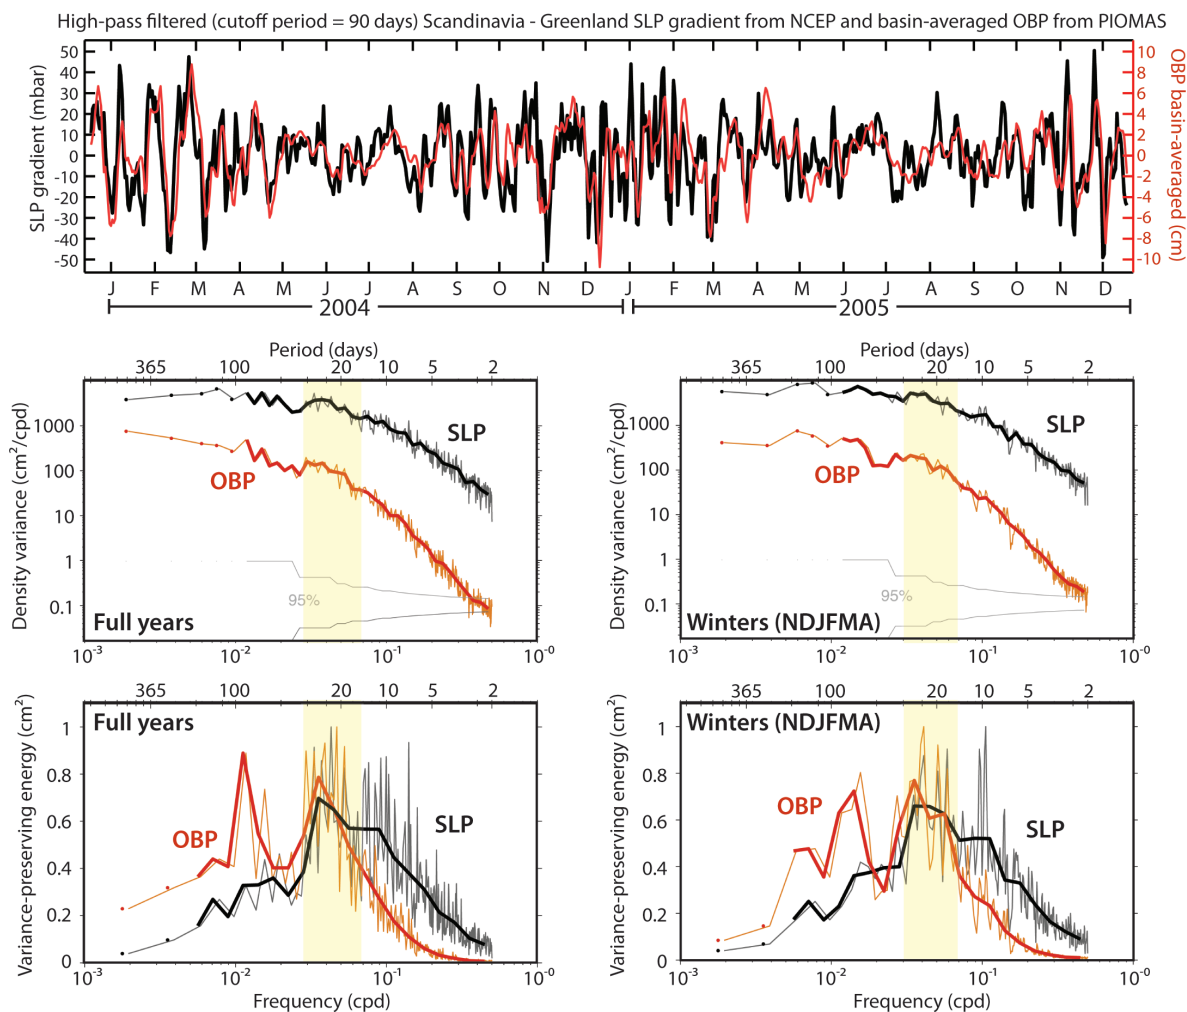 High-pass filtered (cutoff period = 90 days) Scandinavia - Greenland SLP gradient from NCEP and basin-averaged OBP from PIOMAS
SLP gradient (mbar)
50
40
30
20
10
0
-10
-20
-30
-40
-50
10
8
6
4
2
0
-2
-4
-6
-8
-10
OBP basin-averaged (cm)
J F M A M J J A S O N D J F M A M J J A S O N D
2004 2005
Period (days)
365 100 20 10 5 2
Density variance (cm²/cpd)
1000
100
10
1
0.1
SLP
OBP
95%
Full years
10⁻³ 10⁻² 10⁻¹ 10⁻⁰
Period (days)
365 100 20 10 5 2
Density variance (cm²/cpd)
1000
100
10
1
0.1
SLP
OBP
95%
Winters (NDJFMA)
10⁻³ 10⁻² 10⁻¹ 10⁻⁰
365 100 20 10 5 2
Variance-preserving energy (cm²)
1
0.8
0.6
0.4
0.2
0
Full years
OBP
SLP
10⁻³ 10⁻² 10⁻¹ 10⁻⁰
Frequency (cpd)
365 100 20 10 5 2
Variance-preserving energy (cm²)
1
0.8
0.6
0.4
0.2
0
Winters (NDJFMA)
OBP
SLP
10⁻³ 10⁻² 10⁻¹ 10⁻⁰
Frequency (cpd)